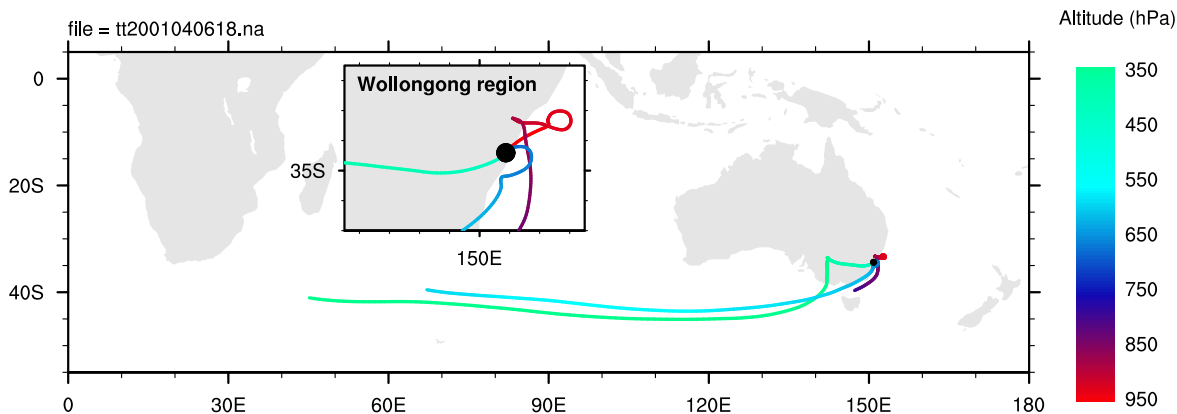 file = tt2001040618.na
Altitude (hPa)
Wollongong region
35S
150E
0
20S
40S
0
30E
60E
90E
120E
150E
180
350
450
550
650
750
850
950